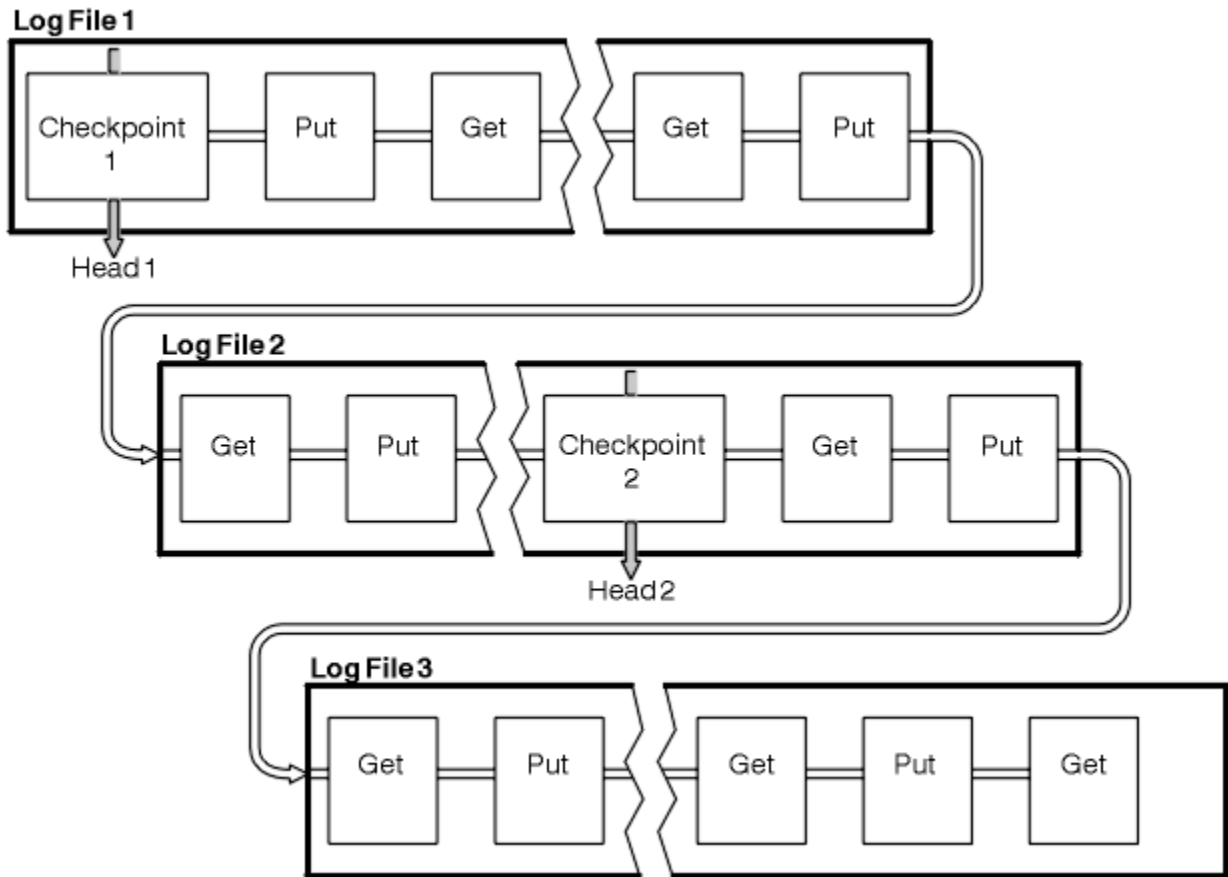 Log File 1
Checkpoint
1
Put
Get
Get
Put
Head 1
Log File 2
Get
Put
Checkpoint
2
Get
Put
Head 2
Log File 3
Get
Put
Get
Put
Get